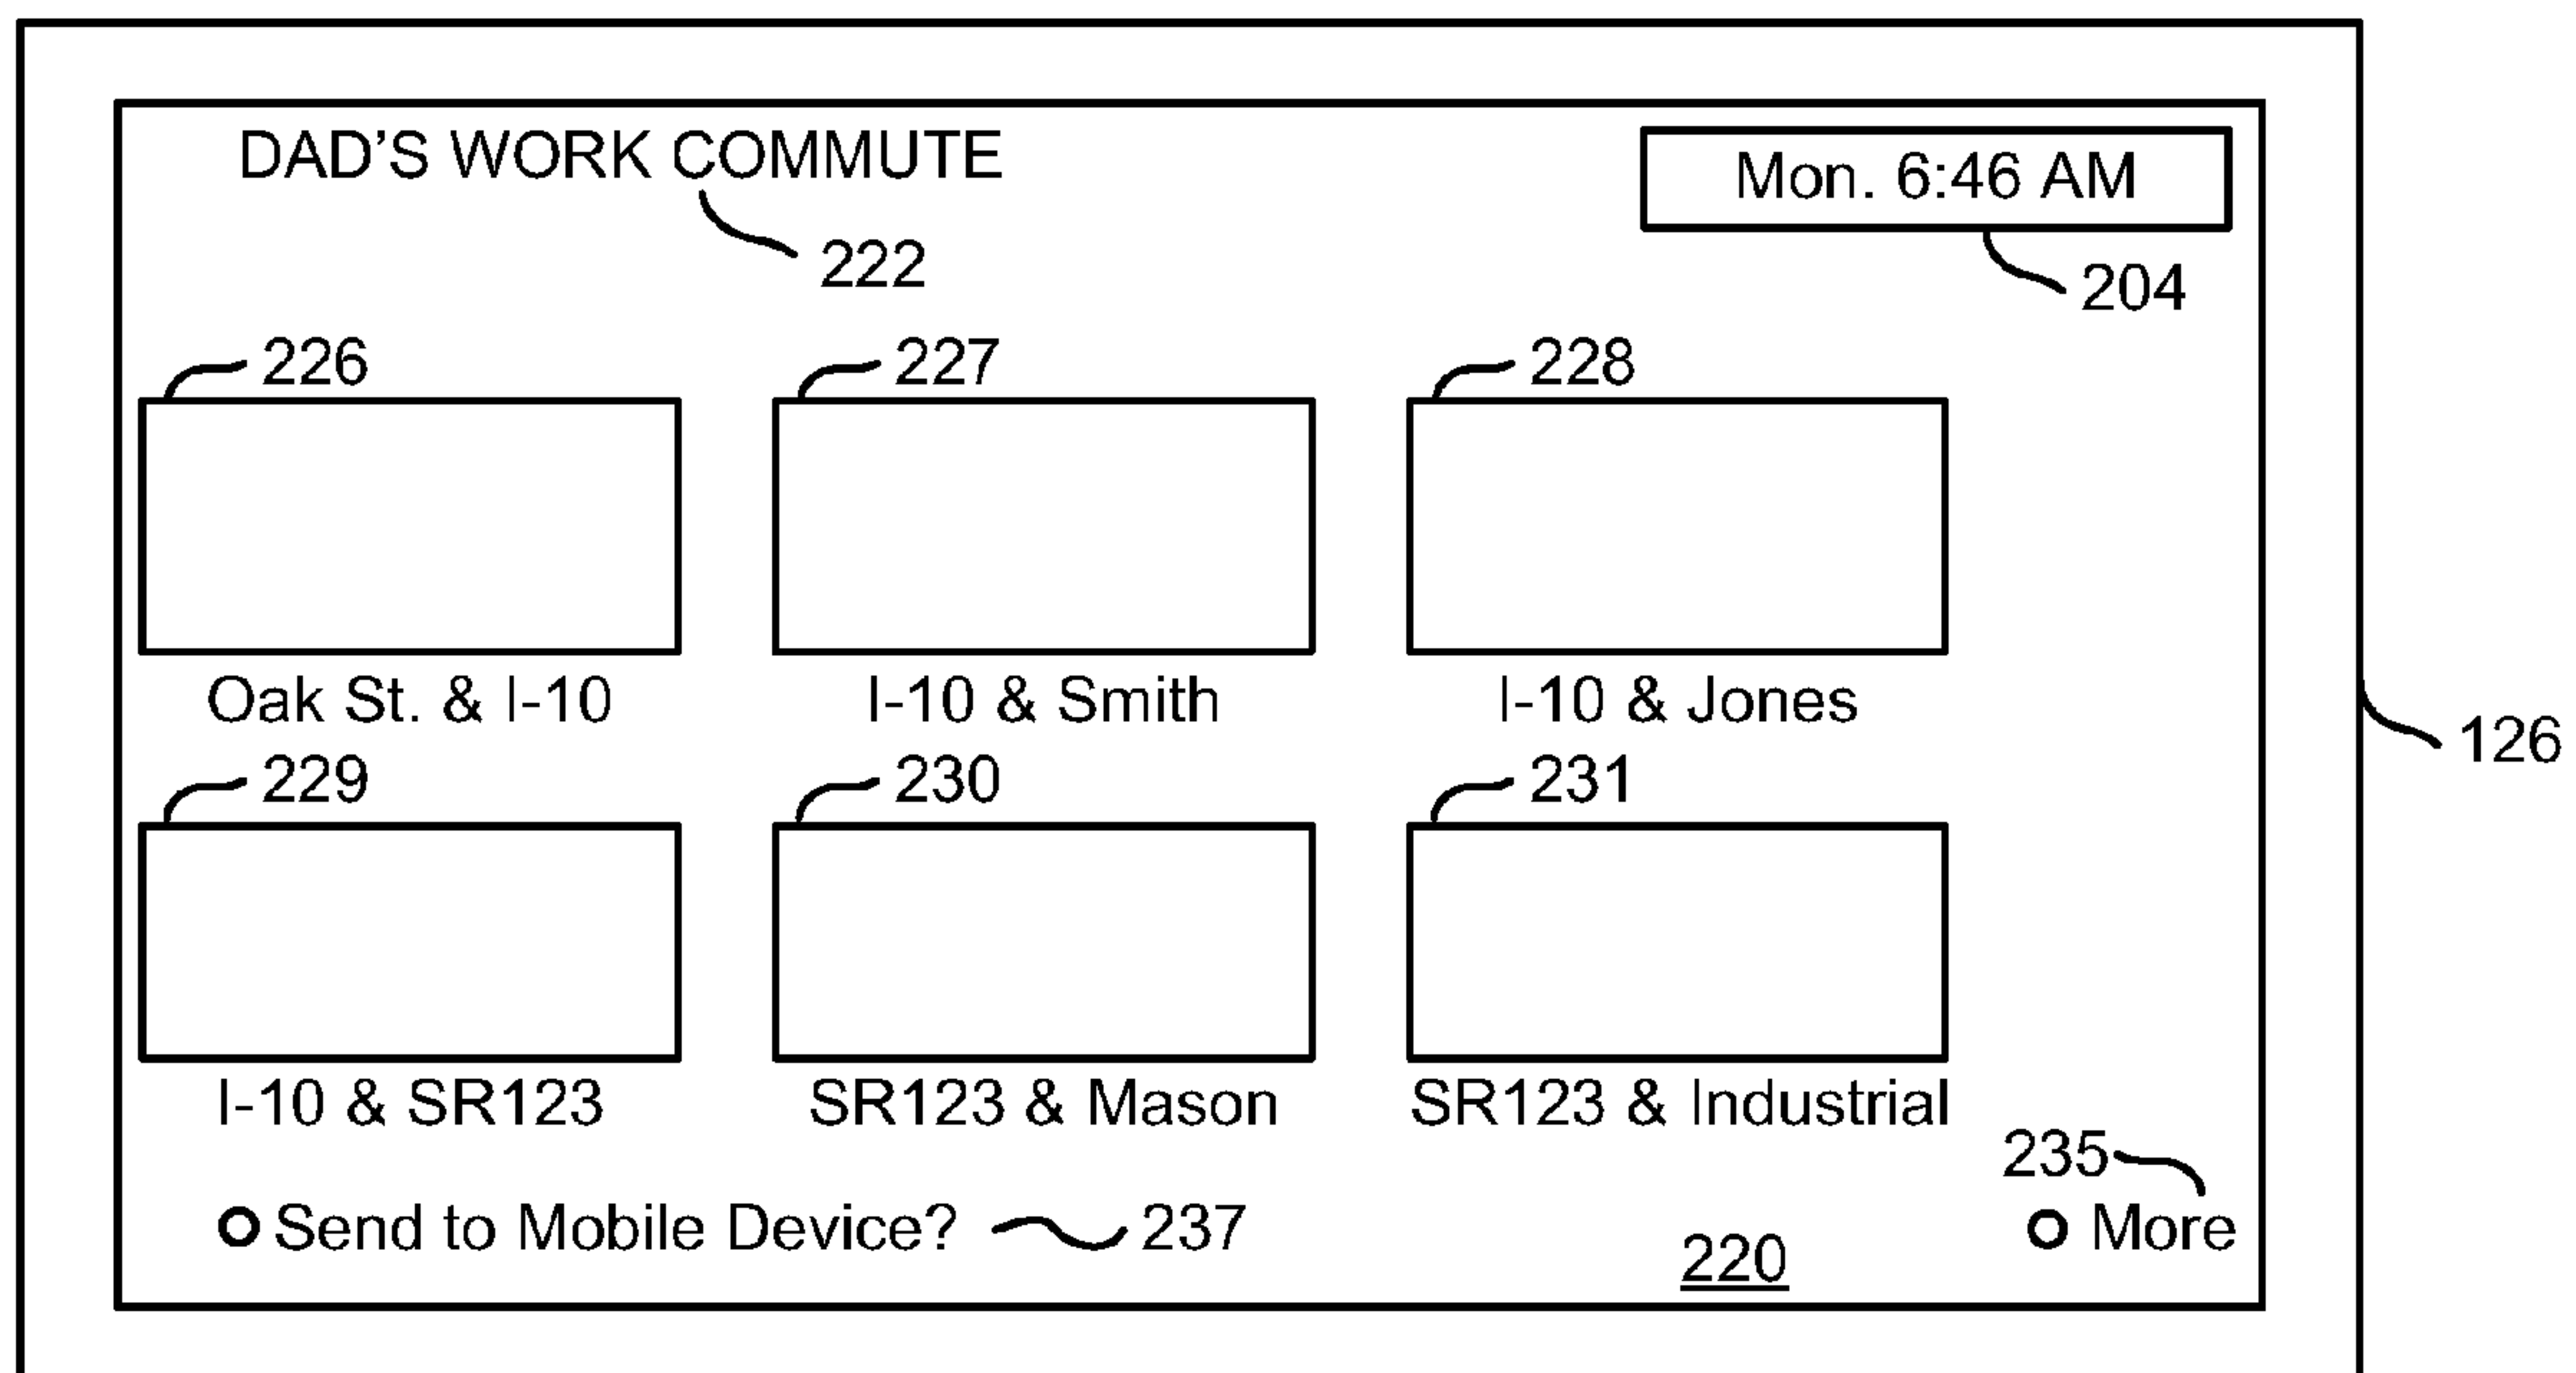 DAD'S WORK COMMUTE
Mon. 6:46 AM
222
204
226 227 228
Oak St. & I-10 I-10 & Smith I-10 & Jones
126
229 230 231
I-10 & SR123 SR123 & Mason SR123 & Industrial
235
Send to Mobile Device? 237 More
220